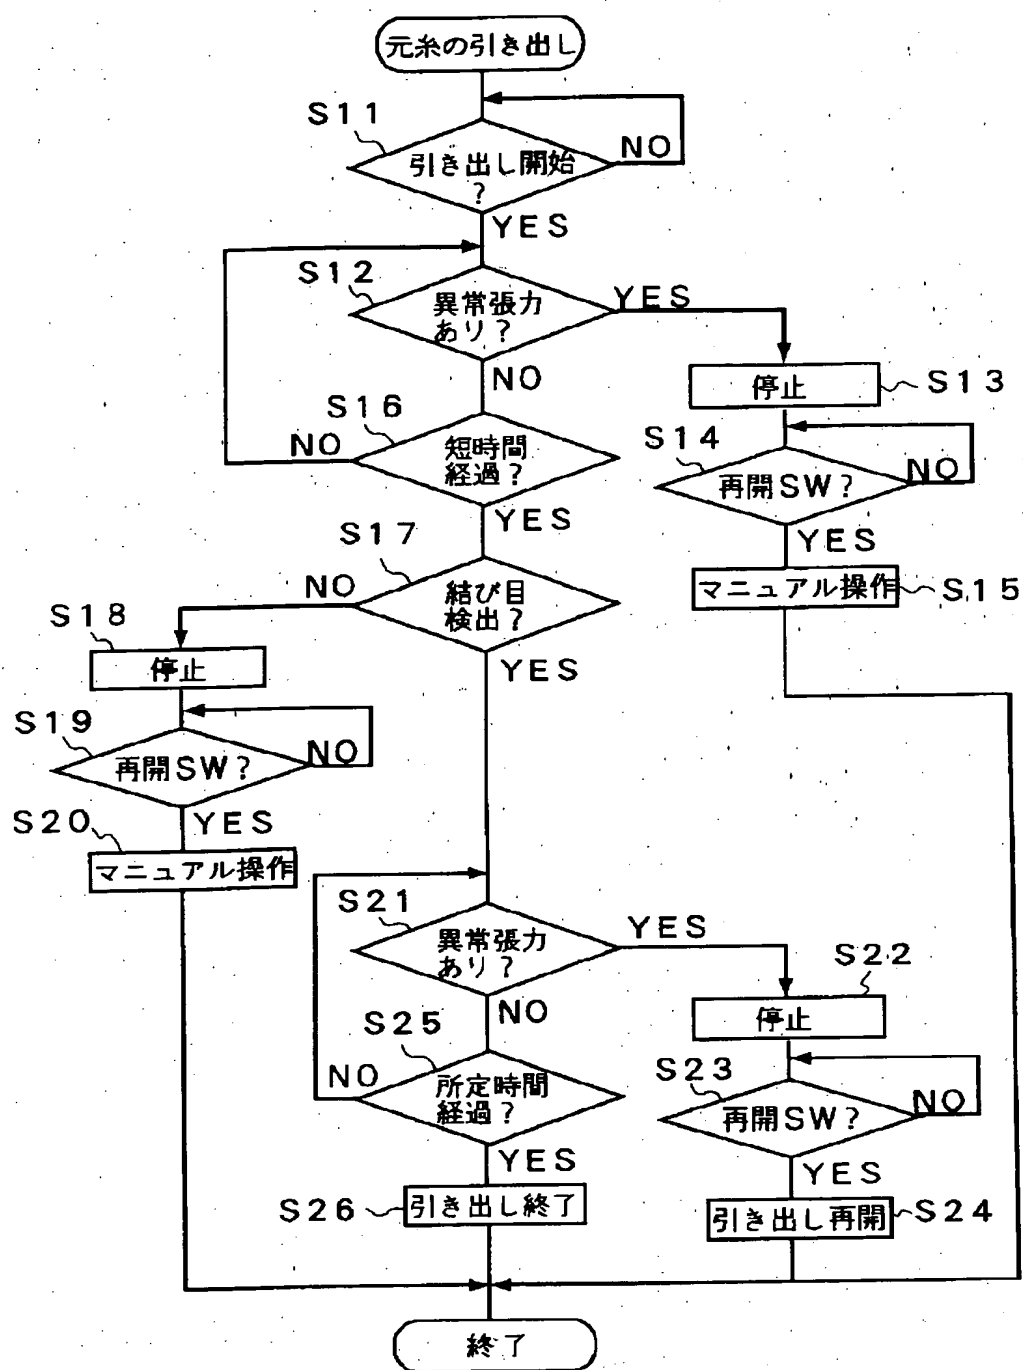 元糸の引き出し
S11
NO
引き出し開始
?
YES
S12
異常張力
あり?
YES
NO
停止
S13
S16
NO
短時間
経過?
YES
S14
再開SW?
NO
YES
マニュアル操作
S15
S17
NO
結び目
検出?
YES
S18
停止
S19
再開SW?
NO
YES
S20
マニュアル操作
S21
異常張力
あり?
YES
NO
S22
停止
S25
NO
所定時間
経過?
YES
S23
再開SW?
NO
YES
S26
引き出し終了
引き出し再開
S24
終了